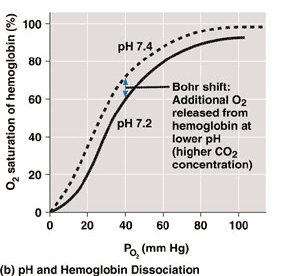 O2 saturation of hemoglobin (%)
100
80
60
40
20
0
pH 7.4
pH 7.2
Bohr shift:
Additional O2
released from
hemoglobin at
lower pH
(higher CO2
concentration)
0 20 40 60 80 100
PO2 (mm Hg)
(b) pH and Hemoglobin Dissociation